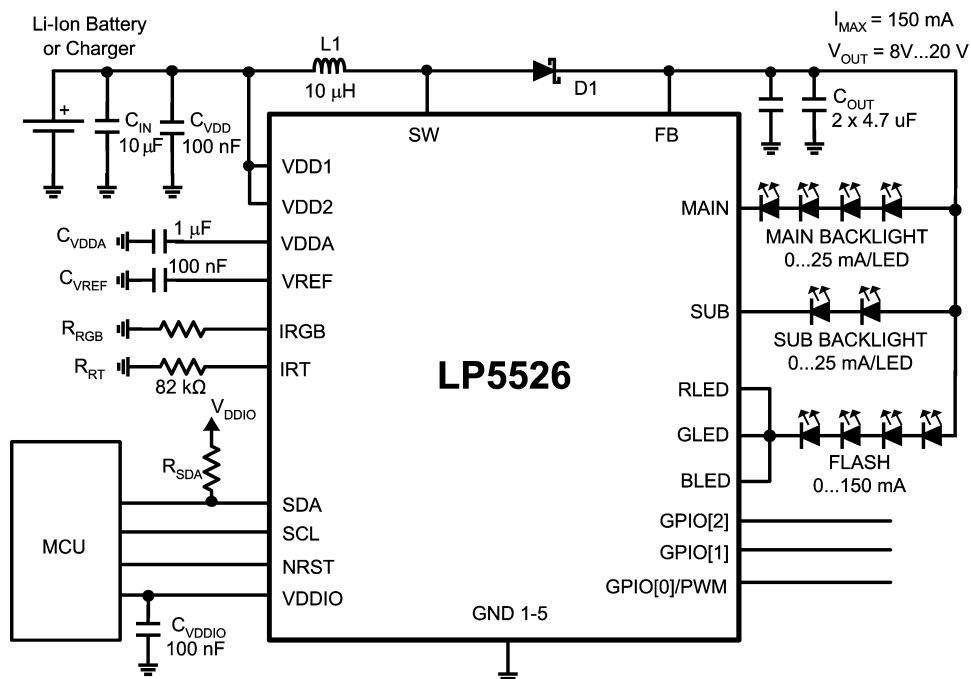 Li-Ion Battery
or Charger
+
C_IN
10 μF
C_VDD
100 nF
L1
10 μH
D1
I_MAX = 150 mA
V_OUT = 8V...20 V
C_OUT
2 x 4.7 uF
SW
FB
VDD1
VDD2
C_VDDA
1 μF
VDDA
C_VREF
100 nF
VREF
R_RGB
IRGB
R_RT
82 kΩ
IRT
V_DDIO
R_SDA
MCU
SDA
SCL
NRST
VDDIO
C_VDDIO
100 nF
LP5526
GND 1-5
MAIN
MAIN BACKLIGHT
0...25 mA/LED
SUB
SUB BACKLIGHT
0...25 mA/LED
RLED
GLED
BLED
FLASH
0...150 mA
GPIO[2]
GPIO[1]
GPIO[0]/PWM